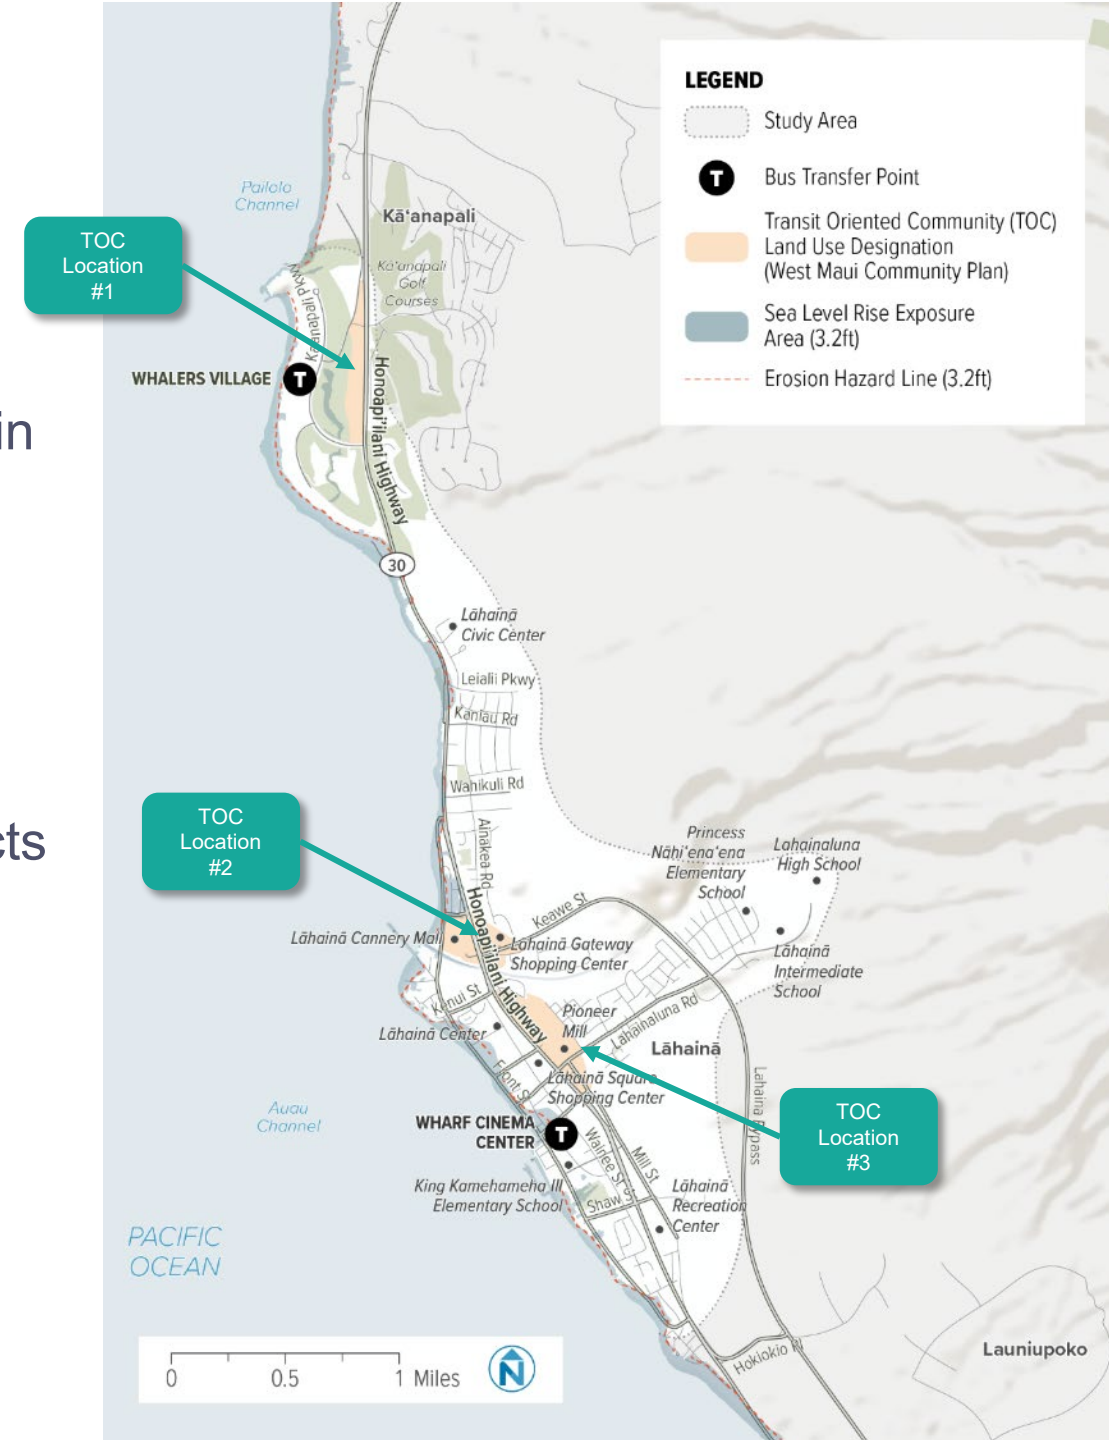 LEGEND
Study Area
T
Bus Transfer Point
Transit Oriented Community (TOC)
Land Use Designation
(West Maui Community Plan)
Sea Level Rise Exposure
Area (3.2ft)
Erosion Hazard Line (3.2ft)
Pailolo
Channel
Kā‘anapali
TOC
Location
#1
Kā‘anapali
Golf
Courses
Kaanapali Pkwy
WHALERS VILLAGE
T
Honoapi‘ilani Highway
in
30
Lāhainā
Civic Center
Leialii Pkwy
Kaniau Rd
Wahikuli Rd
TOC
Location
#2
cts
Ainakea Rd
Princess
Nāhi‘ena‘ena
Elementary
School
Lahainaluna
High School
Keawe St
Honoapi‘ilani Highway
Lāhainā Cannery Mall
Lāhainā Gateway
Shopping Center
Lāhainā
Intermediate
School
Kenui St
Pioneer
Mill
Lahainaluna Rd
Lāhainā Center
Lāhainā
Front St
Lāhainā Square
Shopping Center
Lahaina Bypass
Auau
Channel
TOC
Location
#3
WHARF CINEMA
CENTER
T
Wainee St
Mill St
King Kamehameha III
Elementary School
Shaw St
Lāhainā
Recreation
Center
PACIFIC
OCEAN
Hokiokio Pl
Launiupoko
0
0.5
1 Miles
N